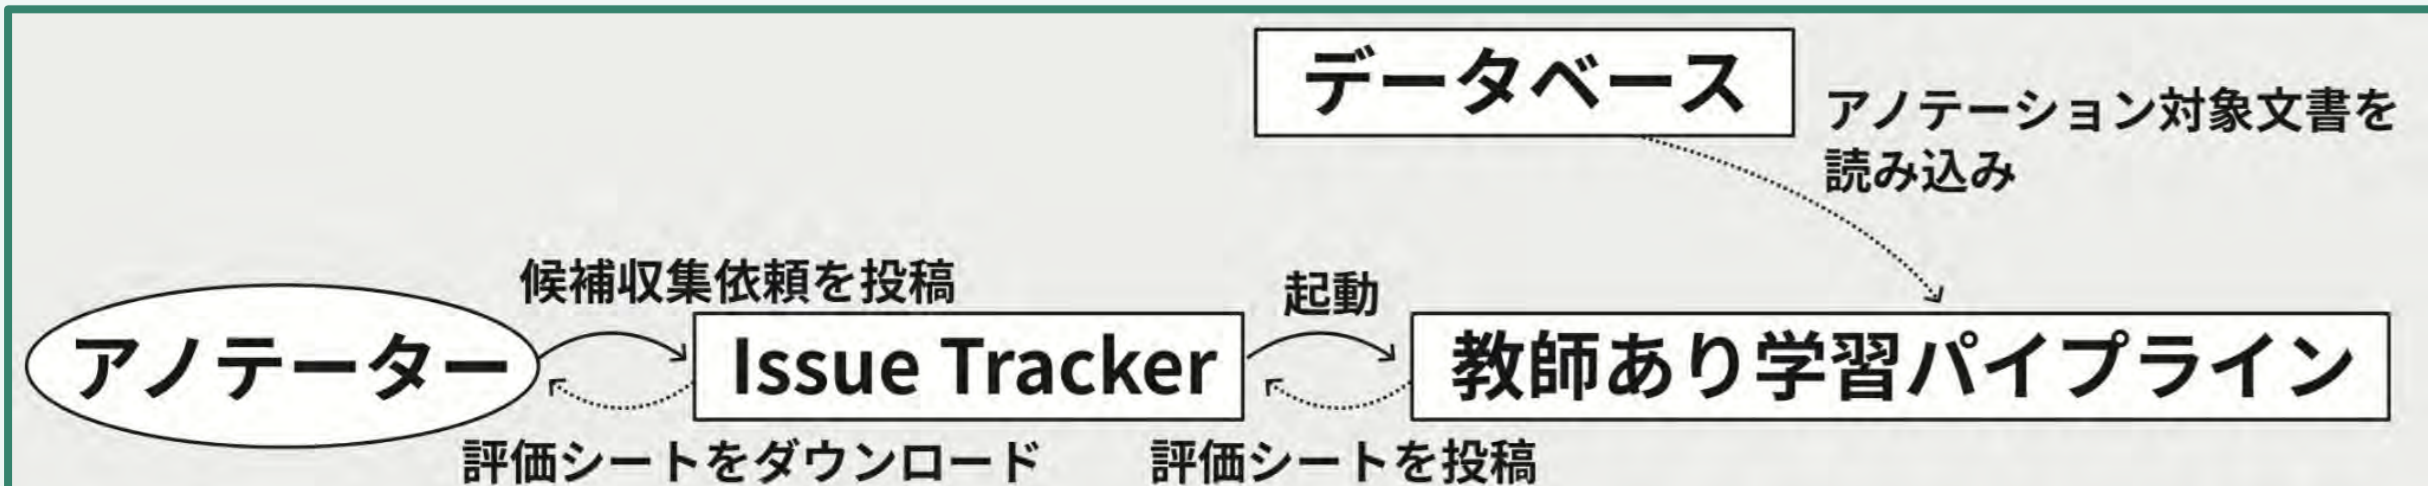 データベース
アノテーション対象文書を
読み込み
候補収集依頼を投稿
起動
アノテーター
Issue Tracker
教師あり学習パイプライン
評価シートをダウンロード
評価シートを投稿